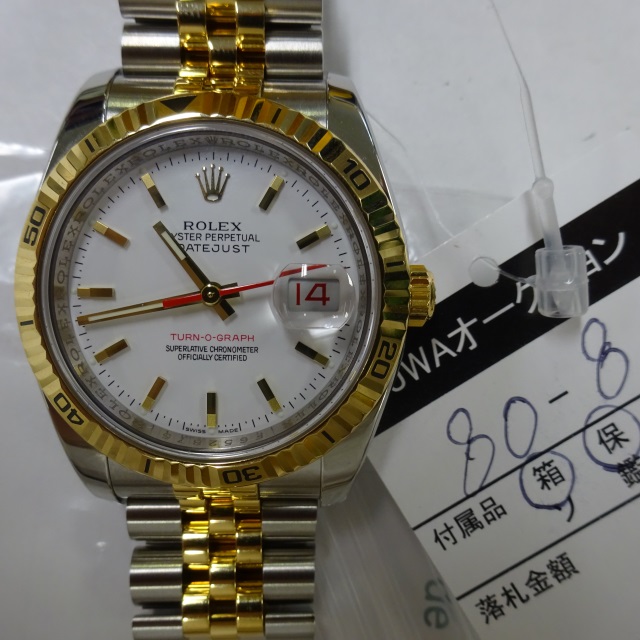 ROLEX
OYSTER PERPETUAL
DATEJUST
14
TURN-O-GRAPH
SUPERLATIVE CHRONOMETER
OFFICIALLY CERTIFIED
SWISS MADE
10
20
30
40
50
OWAオークション
80-8
付属品 箱 保
落札金額